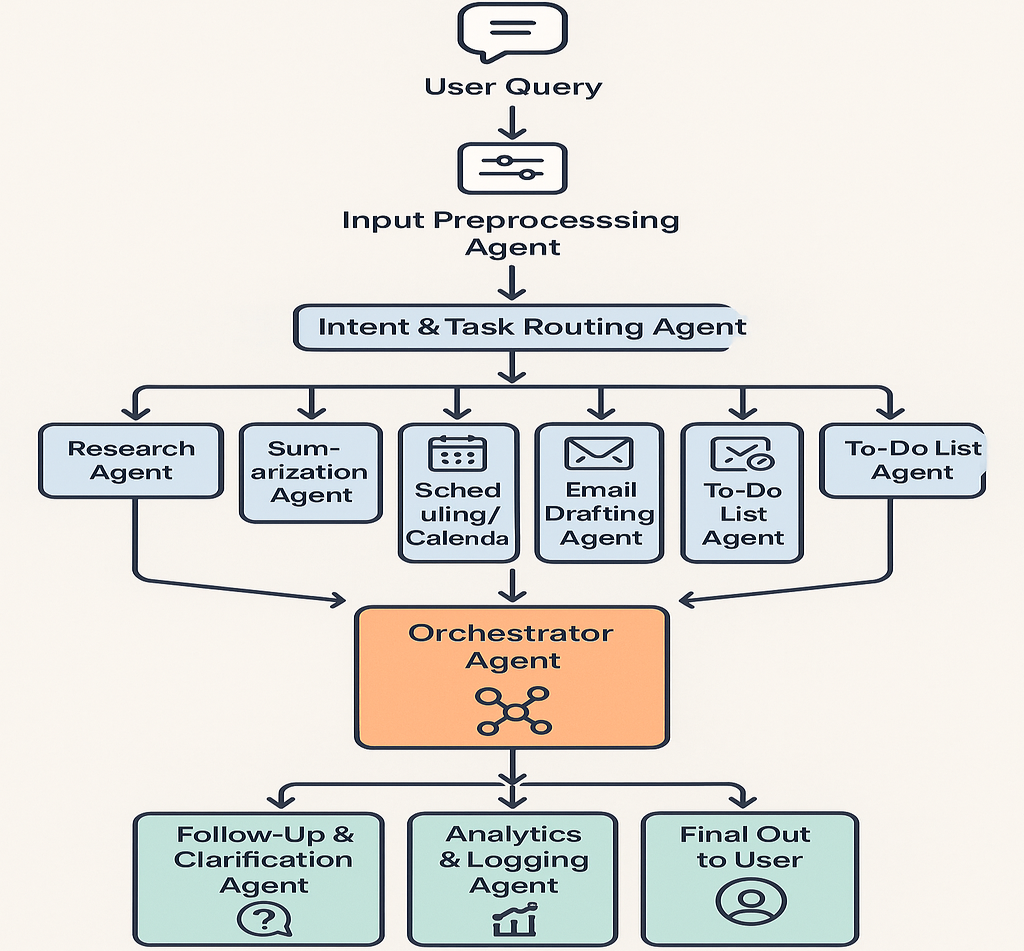 User Query
Input Preprocesssing
Agent
Intent & Task Routing Agent
Research
Agent
Sum-
arization
Agent
Sched
uling/
Calenda
Email
Drafting
Agent
To-Do
List
Agent
To-Do List
Agent
Orchestrator
Agent
Follow-Up &
Clarification
Agent
Analytics
& Logging
Agent
Final Out
to User